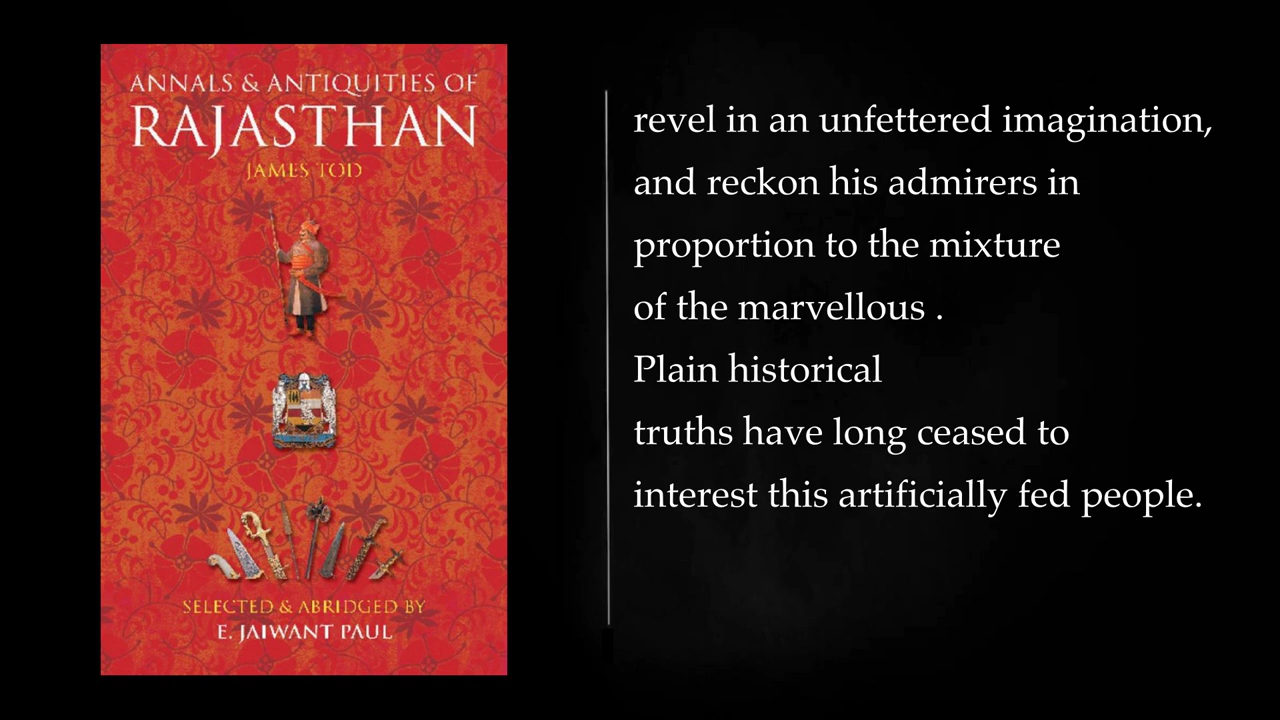 ANNALS & ANTIQUITIES OF
RAJASTHAN
JAMES TOD
SELECTED & ABRIDGED BY
E. JAIWANT PAUL
revel in an unfettered imagination,
and reckon his admirers in
proportion to the mixture
of the marvellous .
Plain historical
truths have long ceased to
interest this artificially fed people.